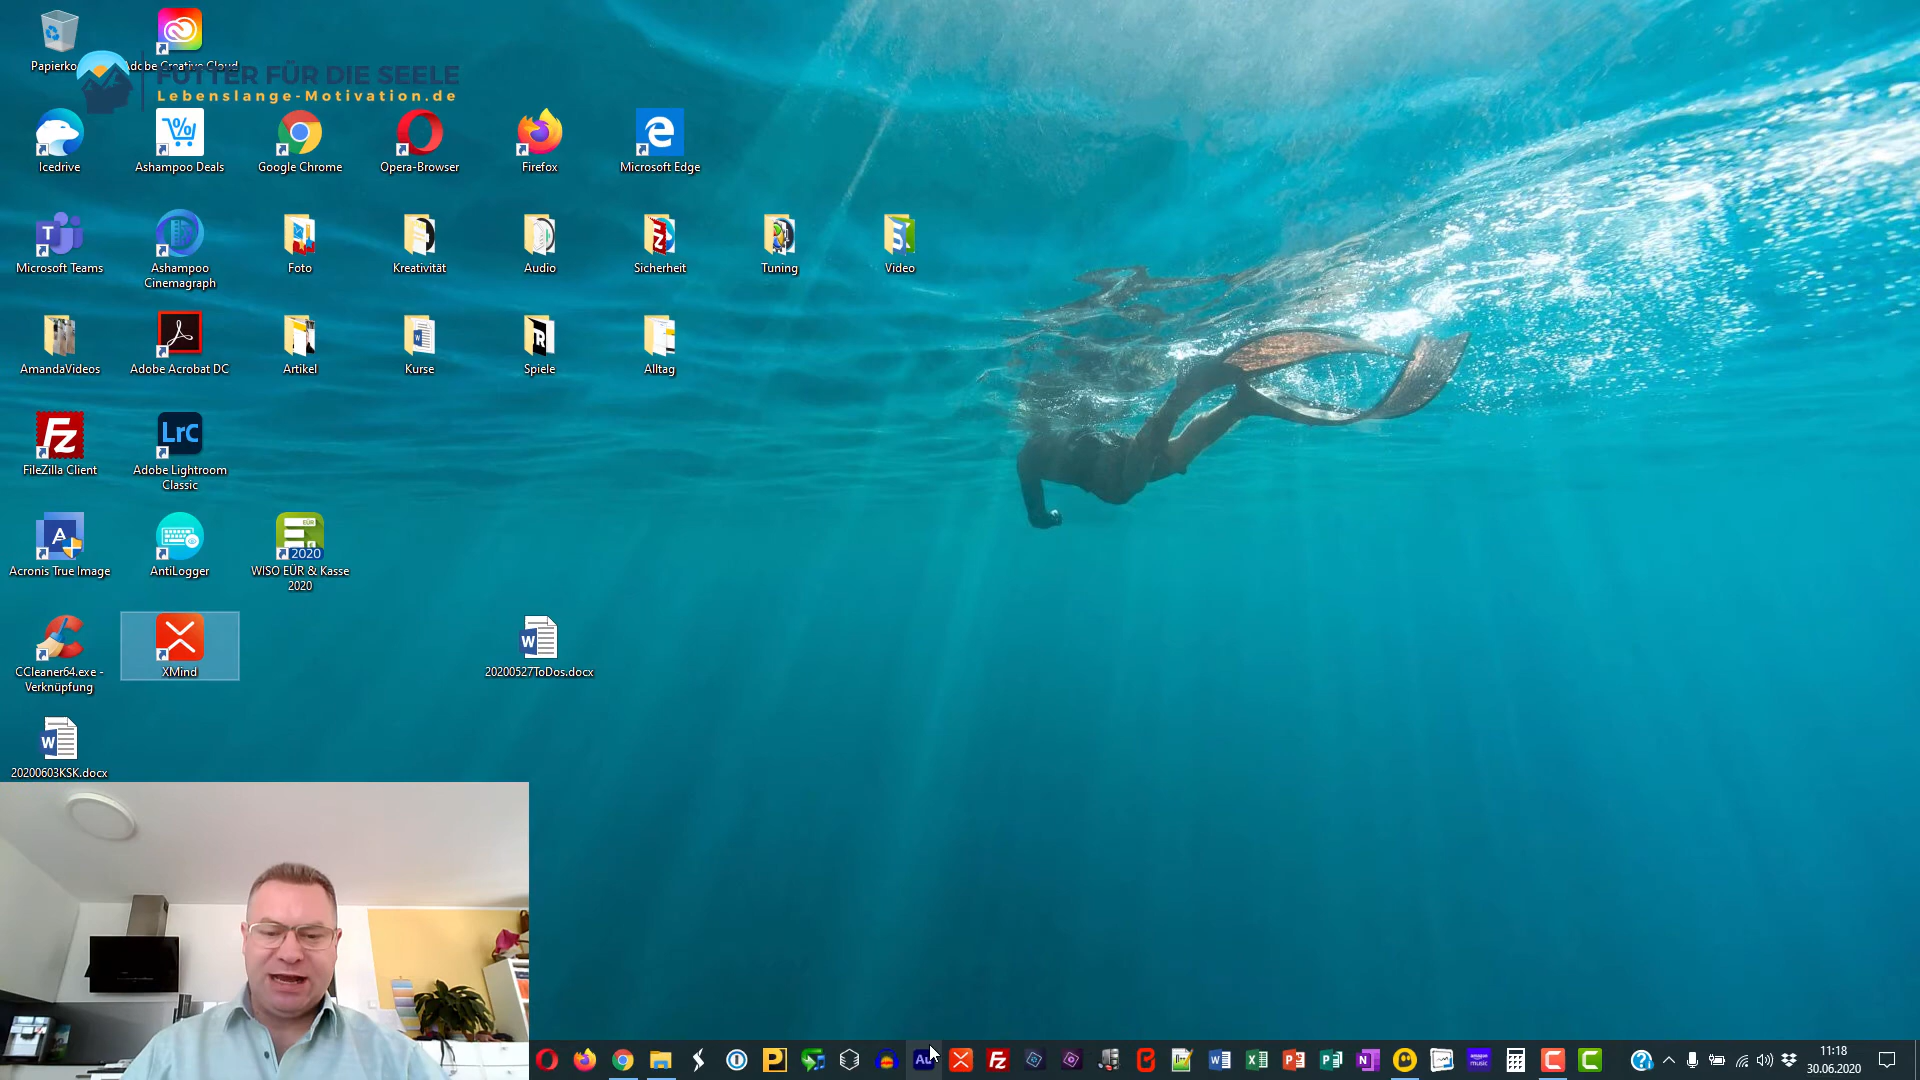 Papierko
Adobe Creative Cloud
FUTTER FÜR DIE SEELE
Lebenslange-Motivation.de
Icedrive
Ashampoo Deals
Google Chrome
Opera-Browser
Firefox
Microsoft Edge
Microsoft Teams
Ashampoo
Cinemagraph
Foto
Kreativität
Audio
Sicherheit
Tuning
Video
AmandaVideos
Adobe Acrobat DC
Artikel
Kurse
Spiele
Alltag
FileZilla Client
LrC
Adobe Lightroom
Classic
Acronis True Image
AntiLogger
EÜR
2020
WISO EÜR & Kasse
2020
CCleaner64.exe -
Verknüpfung
XMind
20200527ToDos.docx
20200603KSK.docx
11:18
30.06.2020